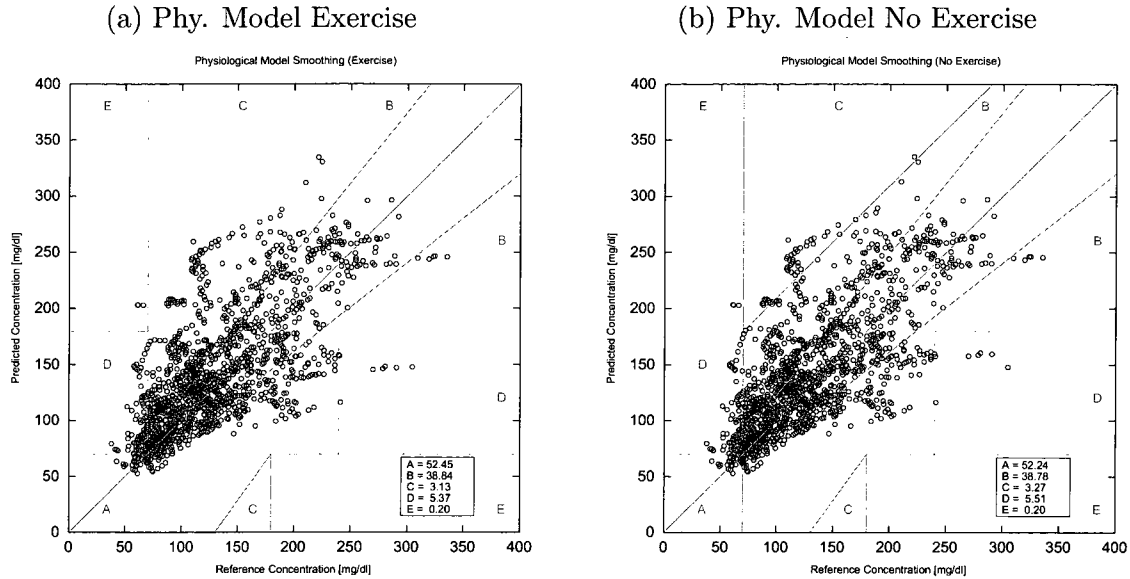 (a) Phy. Model Exercise
(b) Phy. Model No Exercise
Physiological Model Smoothing (Exercise)
400
350
300
250
200
150
100
50
0
Predicted Concentration [mg/dl]
E
C
B
B
D
D
A
C
E
A = 52.45
B = 38.84
C = 3.13
D = 5.37
E = 0.20
0 50 100 150 200 250 300 350 400
Reference Concentration [mg/dl]
Physiological Model Smoothing (No Exercise)
400
350
300
250
200
150
100
50
0
Predicted Concentration [mg/dl]
E
C
B
B
D
D
A
C
E
A = 52.24
B = 38.78
C = 3.27
D = 5.51
E = 0.20
0 50 100 150 200 250 300 350 400
Reference Concentration [mg/dl]